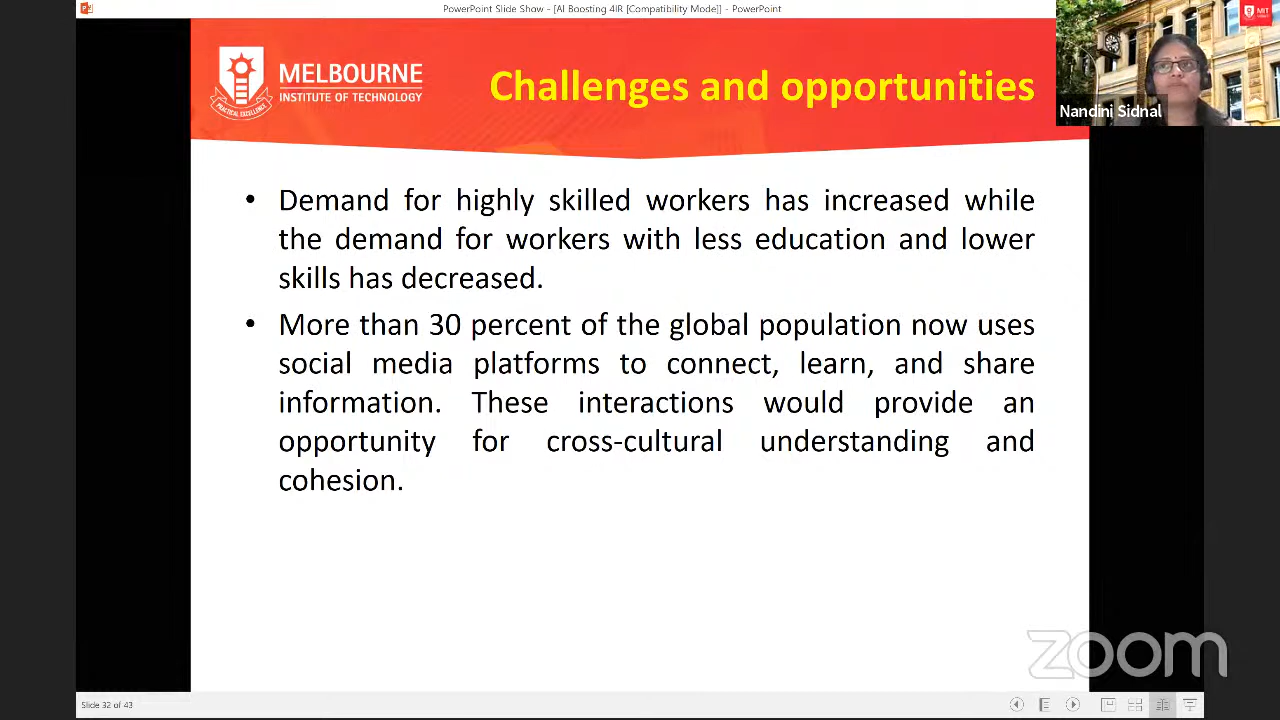 PowerPoint Slide Show - [AI Boosting 4IR [Compatibility Mode] - PowerPoint
MELBOURNE
INSTITUTE OF TECHNOLOGY
PRACTICAL EXCELLENCE
Challenges and opportunities
MIT
Nandini Sidnal
• Demand for highly skilled workers has increased while
the demand for workers with less education and lower
skills has decreased.
• More than 30 percent of the global population now uses
social media platforms to connect, learn, and share
information. These interactions would provide an
opportunity for cross-cultural understanding and
cohesion.
zoom
Slide 32 of 43